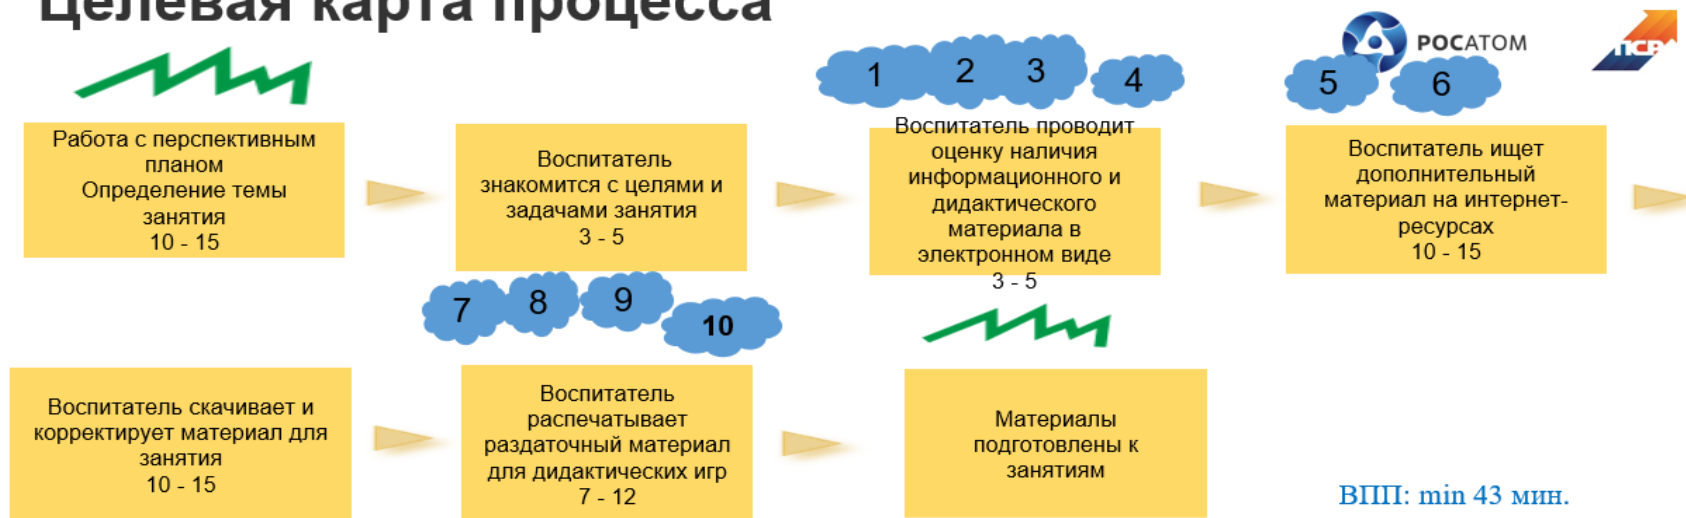 Целевая карта процесса
РОСАТОМ
ПСР
1
2
3
4
5
6
Работа с перспективным
планом
Определение темы
занятия
10 - 15
Воспитатель
знакомится с целями и
задачами занятия
3 - 5
Воспитатель проводит
оценку наличия
информационного и
дидактического
материала в
электронном виде
3 - 5
Воспитатель ищет
дополнительный
материал на интернет-
ресурсах
10 - 15
7
8
9
10
Воспитатель скачивает и
корректирует материал для
занятия
10 - 15
Воспитатель
распечатывает
раздаточный материал
для дидактических игр
7 - 12
Материалы
подготовлены к
занятиям
ВПП: min 43 мин.